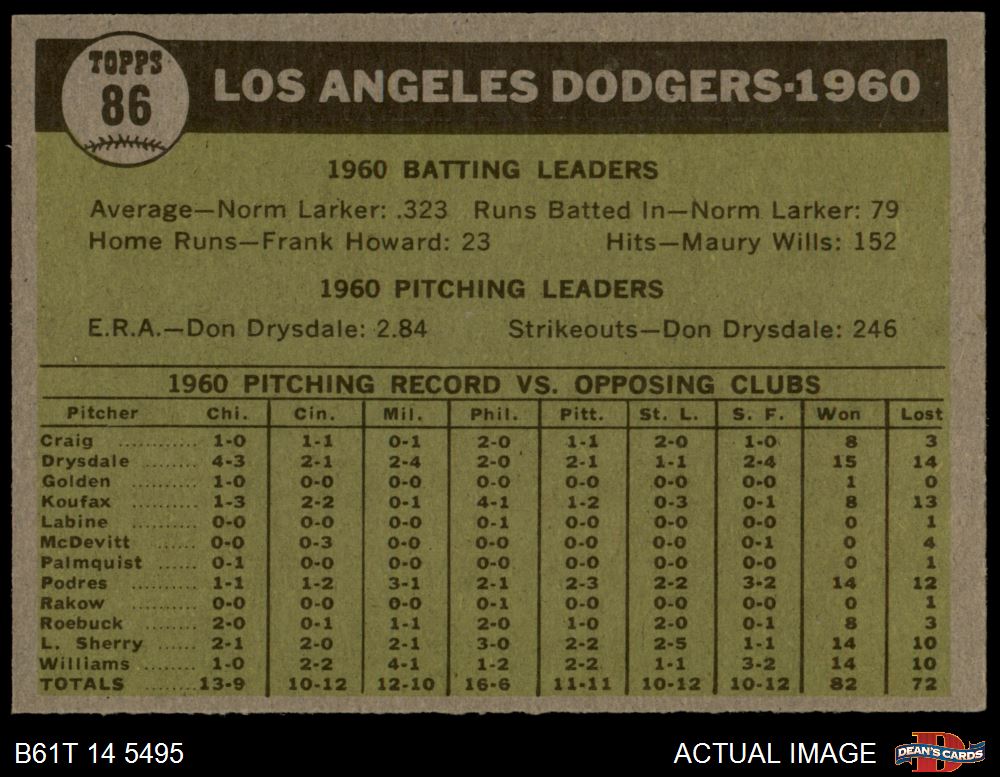 TOPPS
86
LOS ANGELES DODGERS-1960
1960 BATTING LEADERS
Average—Norm Larker: .323 Runs Batted In—Norm Larker: 79
Home Runs—Frank Howard: 23 Hits—Maury Wills: 152
1960 PITCHING LEADERS
E.R.A.—Don Drysdale: 2.84 Strikeouts—Don Drysdale: 246
1960 PITCHING RECORD VS. OPPOSING CLUBS
Pitcher Chi. Cin. Mil. Phil. Pitt. St. L. S. F. Won Lost
Craig ........... 1-0 1-1 0-1 2-0 1-1 2-0 1-0 8 3
Drysdale ........ 4-3 2-1 2-4 2-0 2-1 1-1 2-4 15 14
Golden .......... 1-0 0-0 0-0 0-0 0-0 0-0 0-0 1 0
Koufax .......... 1-3 2-2 0-1 4-1 1-2 0-3 0-1 8 13
Labine .......... 0-0 0-0 0-0 0-1 0-0 0-0 0-0 0 1
McDevitt ...... 0-0 0-3 0-0 0-0 0-0 0-0 0-1 0 4
Palmquist ...... 0-1 0-0 0-0 0-0 0-0 0-0 0-0 0 1
Podres .......... 1-1 1-2 3-1 2-1 2-3 2-2 3-2 14 12
Rakow .......... 0-0 0-0 0-0 0-1 0-0 0-0 0-0 0 1
Roebuck ........ 2-0 0-1 1-1 2-0 1-0 2-0 0-1 8 3
L. Sherry ...... 2-1 2-0 2-1 3-0 2-2 2-5 1-1 14 10
Williams ........ 1-0 2-2 4-1 1-2 2-2 1-1 3-2 14 10
TOTALS ........ 13-9 10-12 12-10 16-6 11-11 10-12 10-12 82 72
B61T 14 5495 ACTUAL IMAGE
D
DEAN'S CARDS